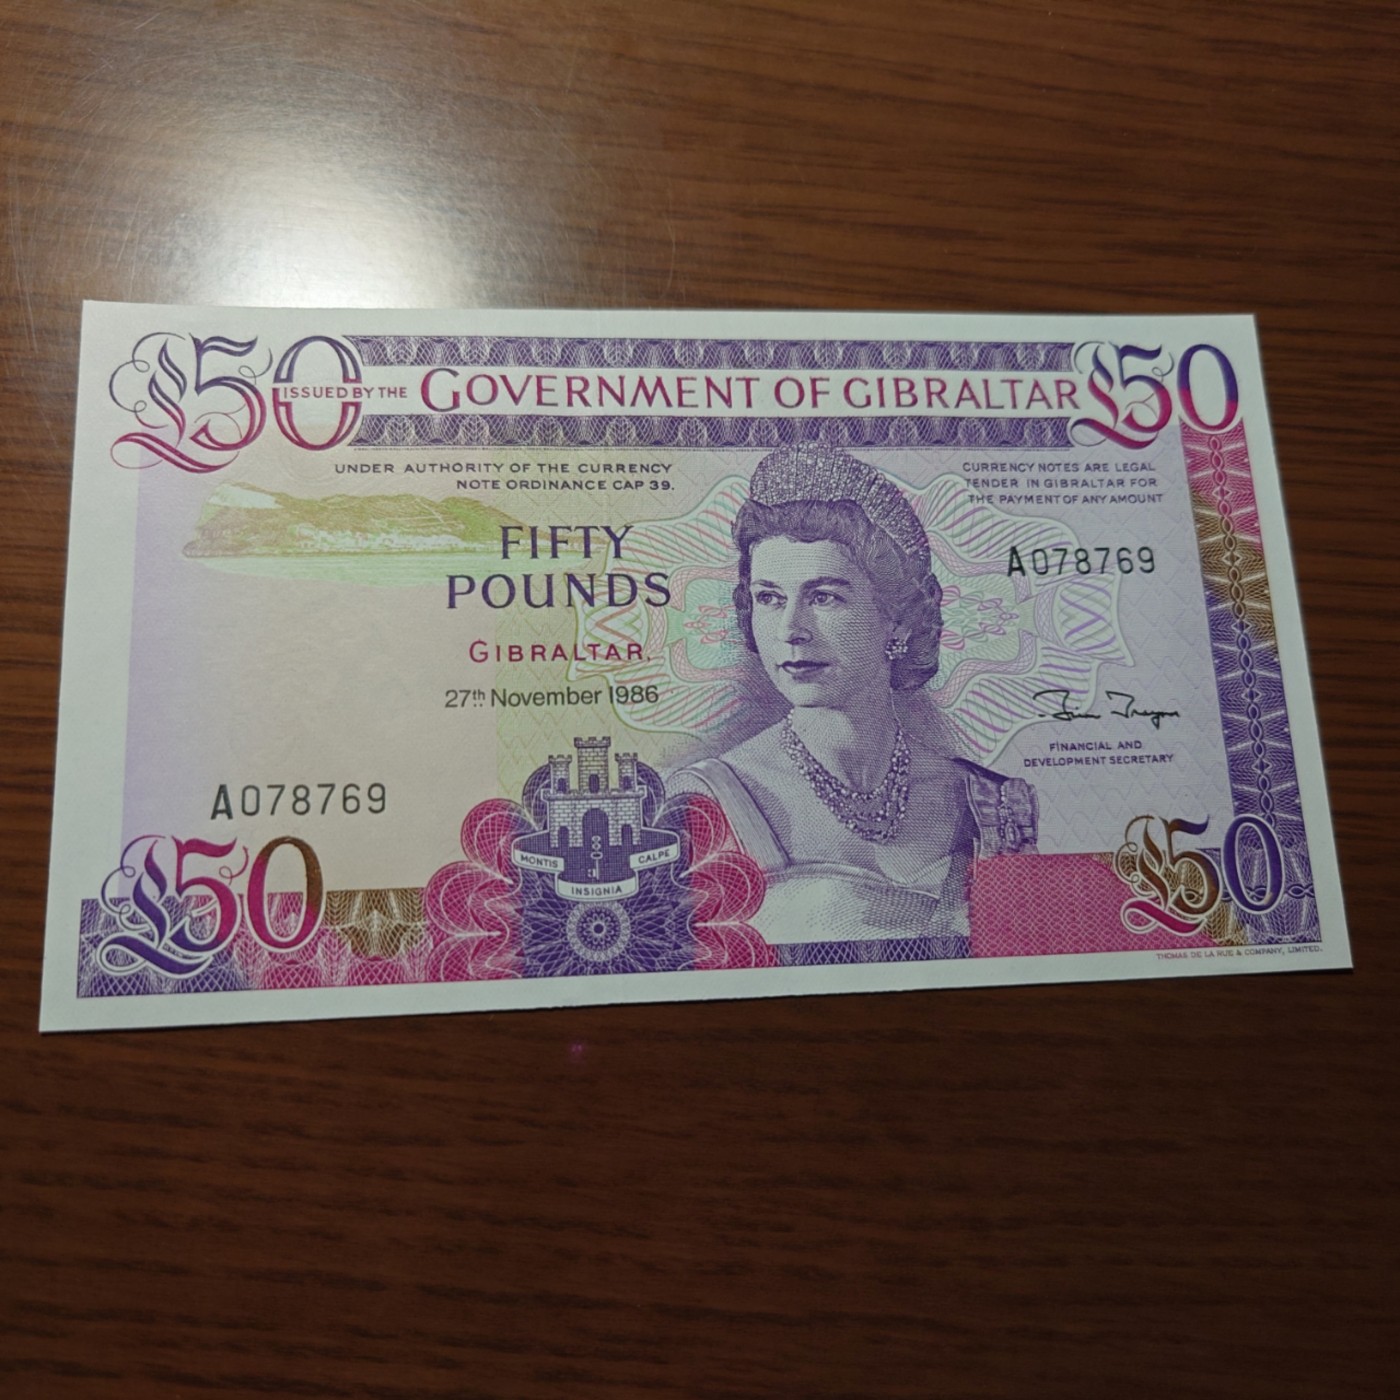 £50
ISSUED BY THE GOVERNMENT OF GIBRALTAR
£50
UNDER AUTHORITY OF THE CURRENCY
NOTE ORDINANCE CAP 39.
CURRENCY NOTES ARE LEGAL
TENDER IN GIBRALTAR FOR
THE PAYMENT OF ANY AMOUNT
FIFTY
POUNDS
A078769
GIBRALTAR,
27th November 1986
FINANCIAL AND
DEVELOPMENT SECRETARY
A078769
MONTIS CALPE
INSIGNIA
£50
£50
THOMAS DE LA RUE & COMPANY, LIMITED.